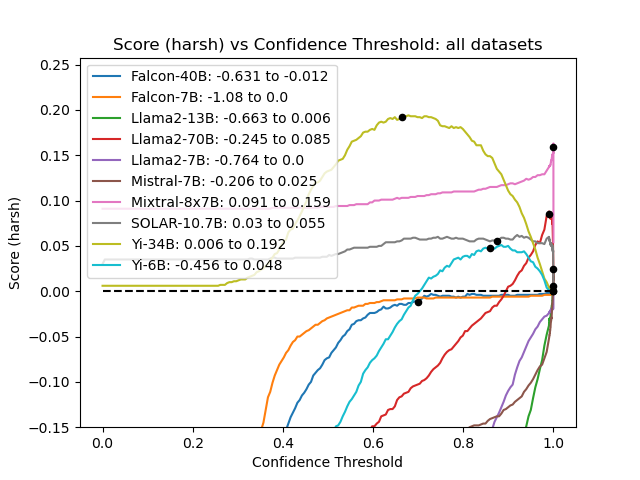 Score (harsh) vs Confidence Threshold: all datasets
0.25
0.20
0.15
0.10
0.05
0.00
−0.05
−0.10
−0.15
Score (harsh)
Falcon-40B: -0.631 to -0.012
Falcon-7B: -1.08 to 0.0
Llama2-13B: -0.663 to 0.006
Llama2-70B: -0.245 to 0.085
Llama2-7B: -0.764 to 0.0
Mistral-7B: -0.206 to 0.025
Mixtral-8x7B: 0.091 to 0.159
SOLAR-10.7B: 0.03 to 0.055
Yi-34B: 0.006 to 0.192
Yi-6B: -0.456 to 0.048
0.0 0.2 0.4 0.6 0.8 1.0
Confidence Threshold